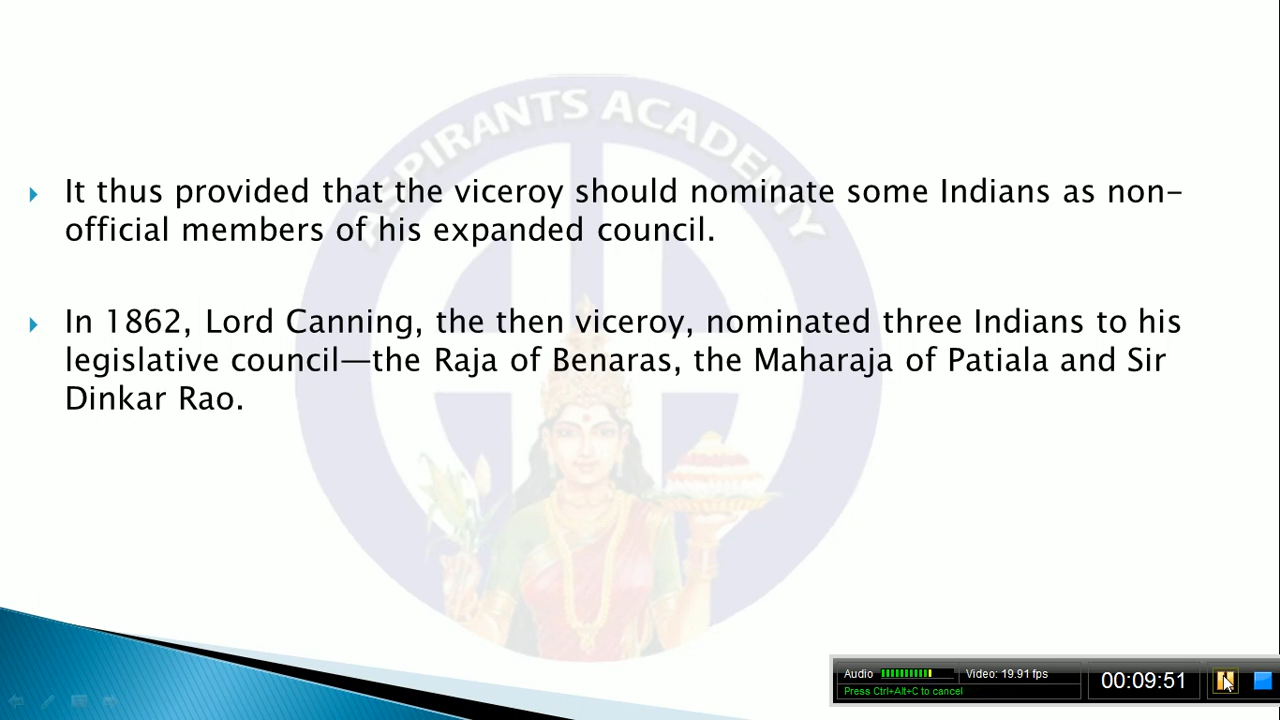 ASPIRANTS ACADEMY
It thus provided that the viceroy should nominate some Indians as non-
official members of his expanded council.
In 1862, Lord Canning, the then viceroy, nominated three Indians to his
legislative council—the Raja of Benaras, the Maharaja of Patiala and Sir
Dinkar Rao.
Audio Video: 19.91 fps
Press Ctrl+Alt+C to cancel
00:09:51